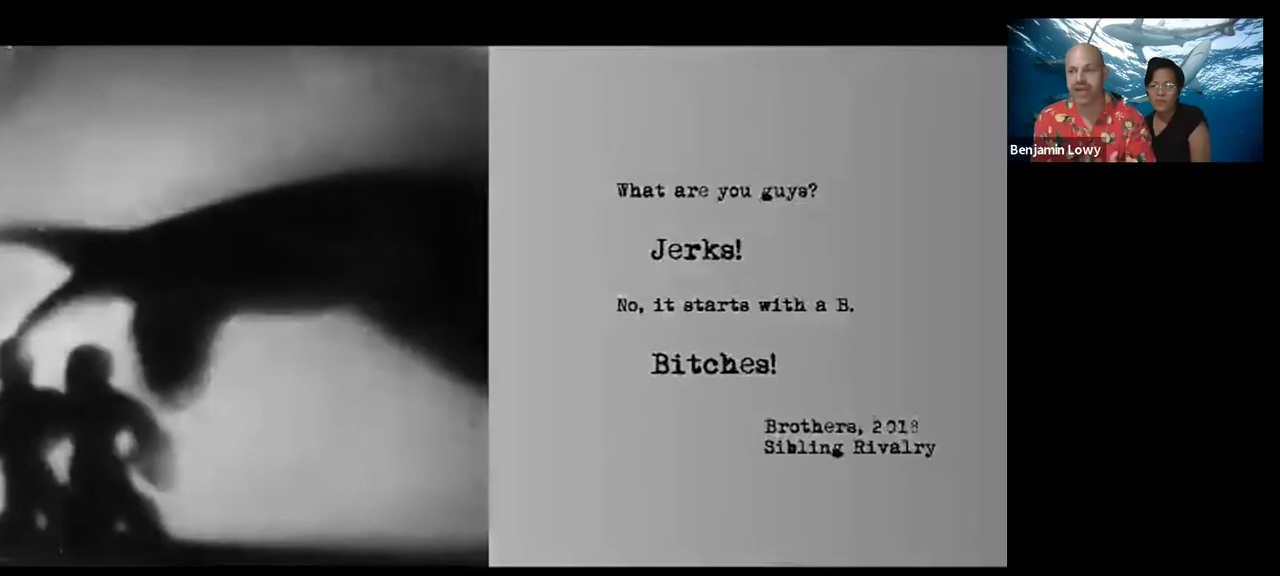 What are you guys?
Jerks!
No, it starts with a B.
Bitches!
Brothers, 2018
Sibling Rivalry
Benjamin Lowy